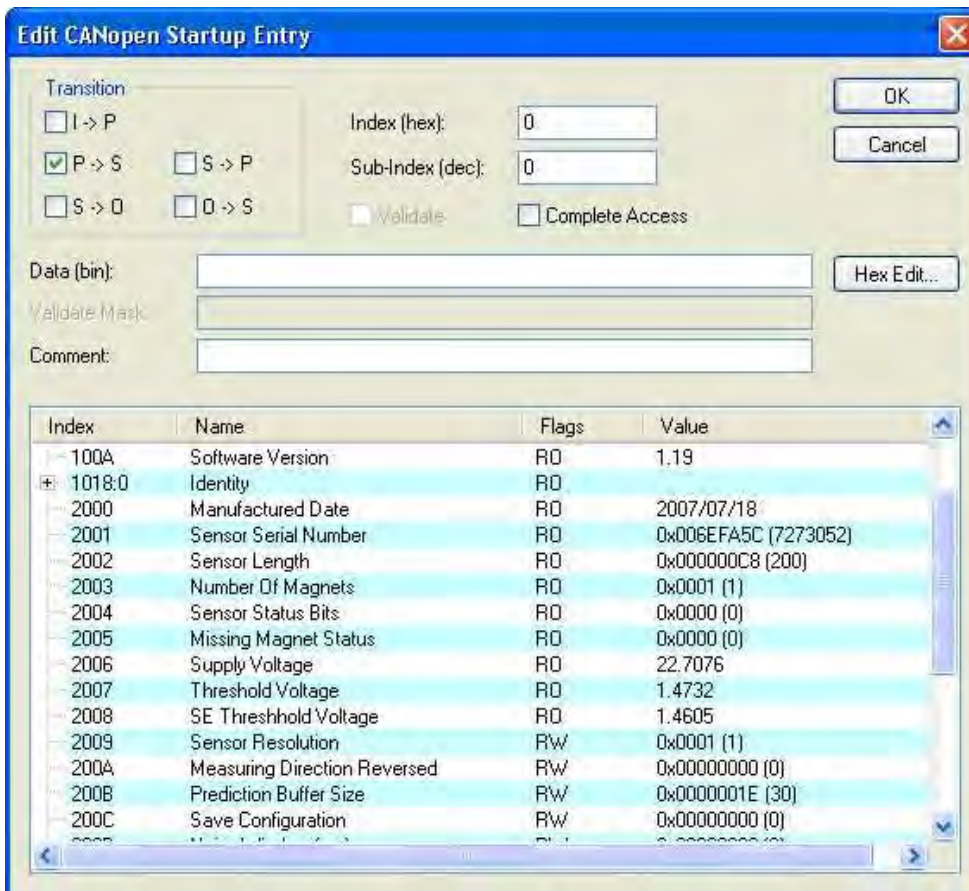 Edit CANopen Startup Entry
Transition
I -> P
P -> S
S -> P
S -> O
O -> S
Index (hex): 0
Sub-Index (dec): 0
Validate
Complete Access
OK
Cancel
Data (bin):
Hex Edit...
Validate Mask
Comment:
Index Name Flags Value
100A Software Version RO 1.19
1018:0 Identity RO
2000 Manufactured Date RO 2007/07/18
2001 Sensor Serial Number RO 0x006EFA5C (7273052)
2002 Sensor Length RO 0x000000C8 (200)
2003 Number Of Magnets RO 0x0001 (1)
2004 Sensor Status Bits RO 0x0000 (0)
2005 Missing Magnet Status RO 0x0000 (0)
2006 Supply Voltage RO 22.7076
2007 Threshold Voltage RO 1.4732
2008 SE Threshhold Voltage RO 1.4605
2009 Sensor Resolution RW 0x0001 (1)
200A Measuring Direction Reversed RW 0x00000000 (0)
200B Prediction Buffer Size RW 0x0000001E (30)
200C Save Configuration RW 0x00000000 (0)